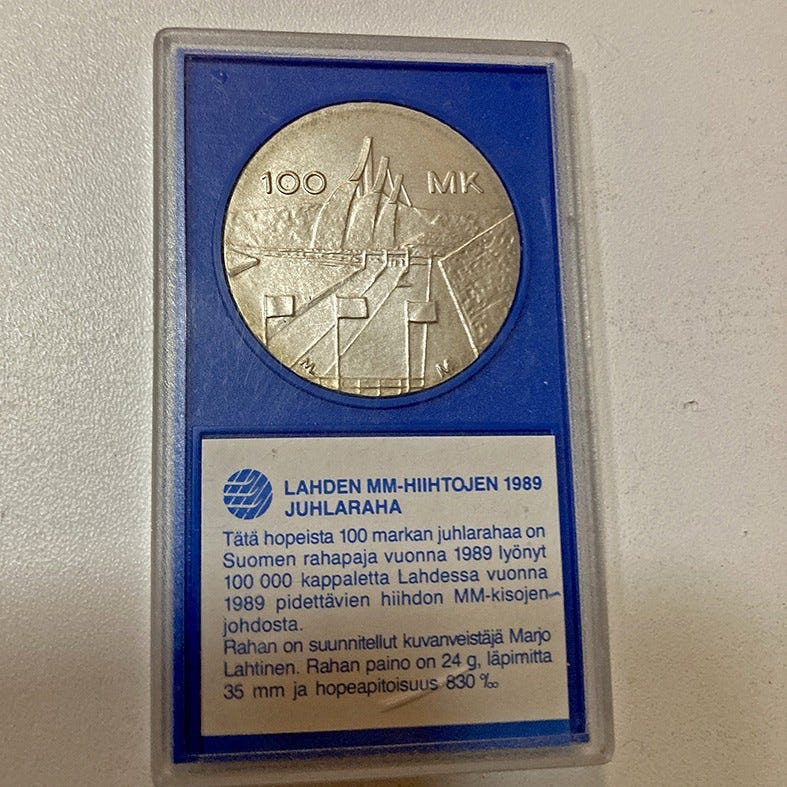 100 MK
M N
LAHDEN MM-HIIHTOJEN 1989
JUHLARAHA
Tätä hopeista 100 markan juhlarahaa on
Suomen rahapaja vuonna 1989 lyönyt
100 000 kappaletta Lahdessa vuonna
1989 pidettävien hiihdon MM-kisojen
johdosta.
Rahan on suunnitellut kuvanveistäjä Marjo
Lahtinen. Rahan paino on 24 g, läpimitta
35 mm ja hopeapitoisuus 830 ‰